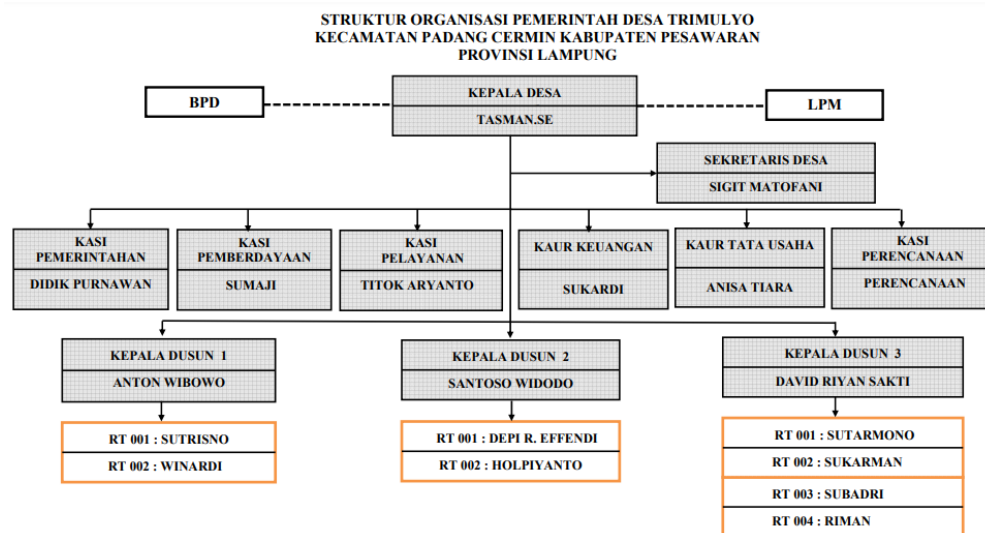 STRUKTUR ORGANISASI PEMERINTAH DESA TRIMULYO
KECAMATAN PADANG CERMIN KABUPATEN PESAWARAN
PROVINSI LAMPUNG
BPD
KEPALA DESA
TASMAN.SE
LPM
SEKRETARIS DESA
SIGIT MATOFANI
KASI
PEMERINTAHAN
DIDIK PURNAWAN
KASI
PEMBERDAYAAN
SUMAJI
KASI
PELAYANAN
TITOK ARYANTO
KAUR KEUANGAN
SUKARDI
KAUR TATA USAHA
ANISA TIARA
KASI
PERENCANAAN
PERENCANAAN
KEPALA DUSUN 1
ANTON WIBOWO
RT 001 : SUTRISNO
RT 002 : WINARDI
KEPALA DUSUN 2
SANTOSO WIDODO
RT 001 : DEPI R. EFFENDI
RT 002 : HOLPIYANTO
KEPALA DUSUN 3
DAVID RIYAN SAKTI
RT 001 : SUTARMONO
RT 002 : SUKARMAN
RT 003 : SUBADRI
RT 004 : RIMAN